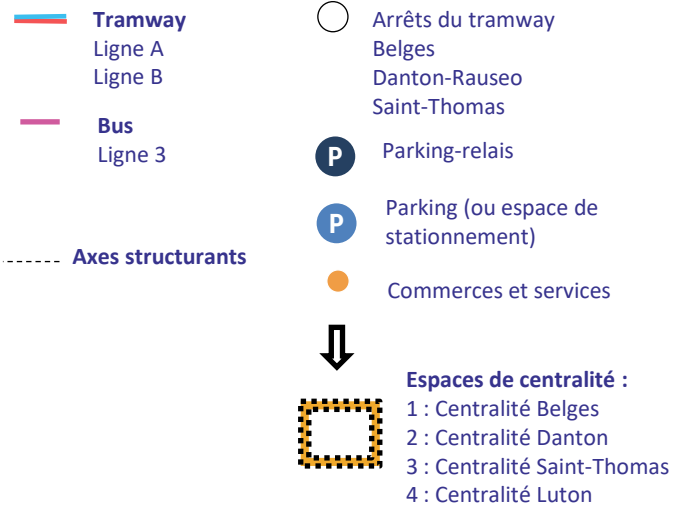 Tramway
Ligne A
Ligne B
Bus
Ligne 3
Axes structurants
Arrêts du tramway
Belges
Danton-Rauseo
Saint-Thomas
P
Parking-relais
P
Parking (ou espace de
stationnement)
Commerces et services
Espaces de centralité :
1 : Centralité Belges
2 : Centralité Danton
3 : Centralité Saint-Thomas
4 : Centralité Luton